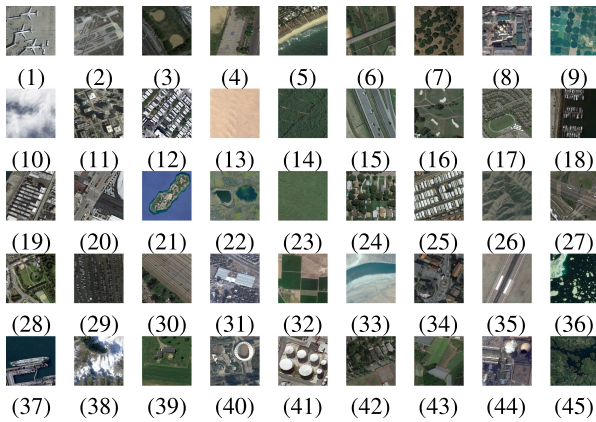 (1) (2) (3) (4) (5) (6) (7) (8) (9)
(10) (11) (12) (13) (14) (15) (16) (17) (18)
(19) (20) (21) (22) (23) (24) (25) (26) (27)
(28) (29) (30) (31) (32) (33) (34) (35) (36)
(37) (38) (39) (40) (41) (42) (43) (44) (45)